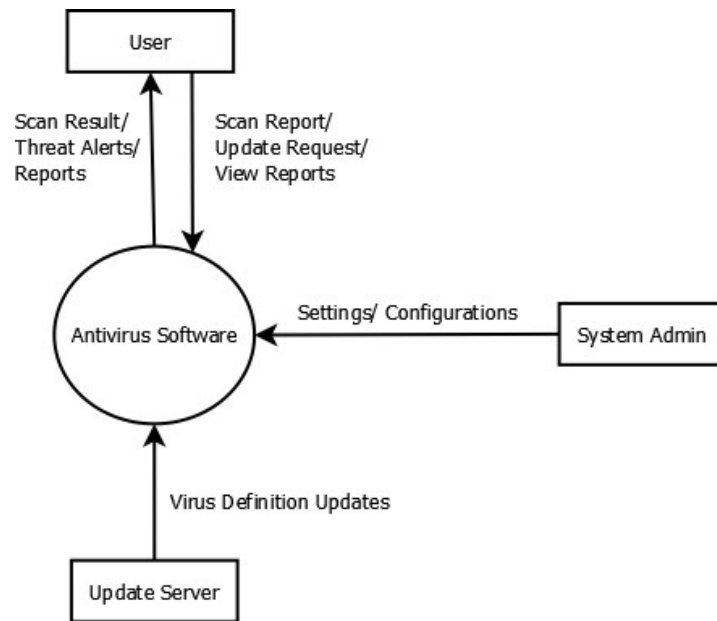 User
Scan Result/
Threat Alerts/
Reports
Scan Report/
Update Request/
View Reports
Antivirus Software
Settings/ Configurations
System Admin
Virus Definition Updates
Update Server